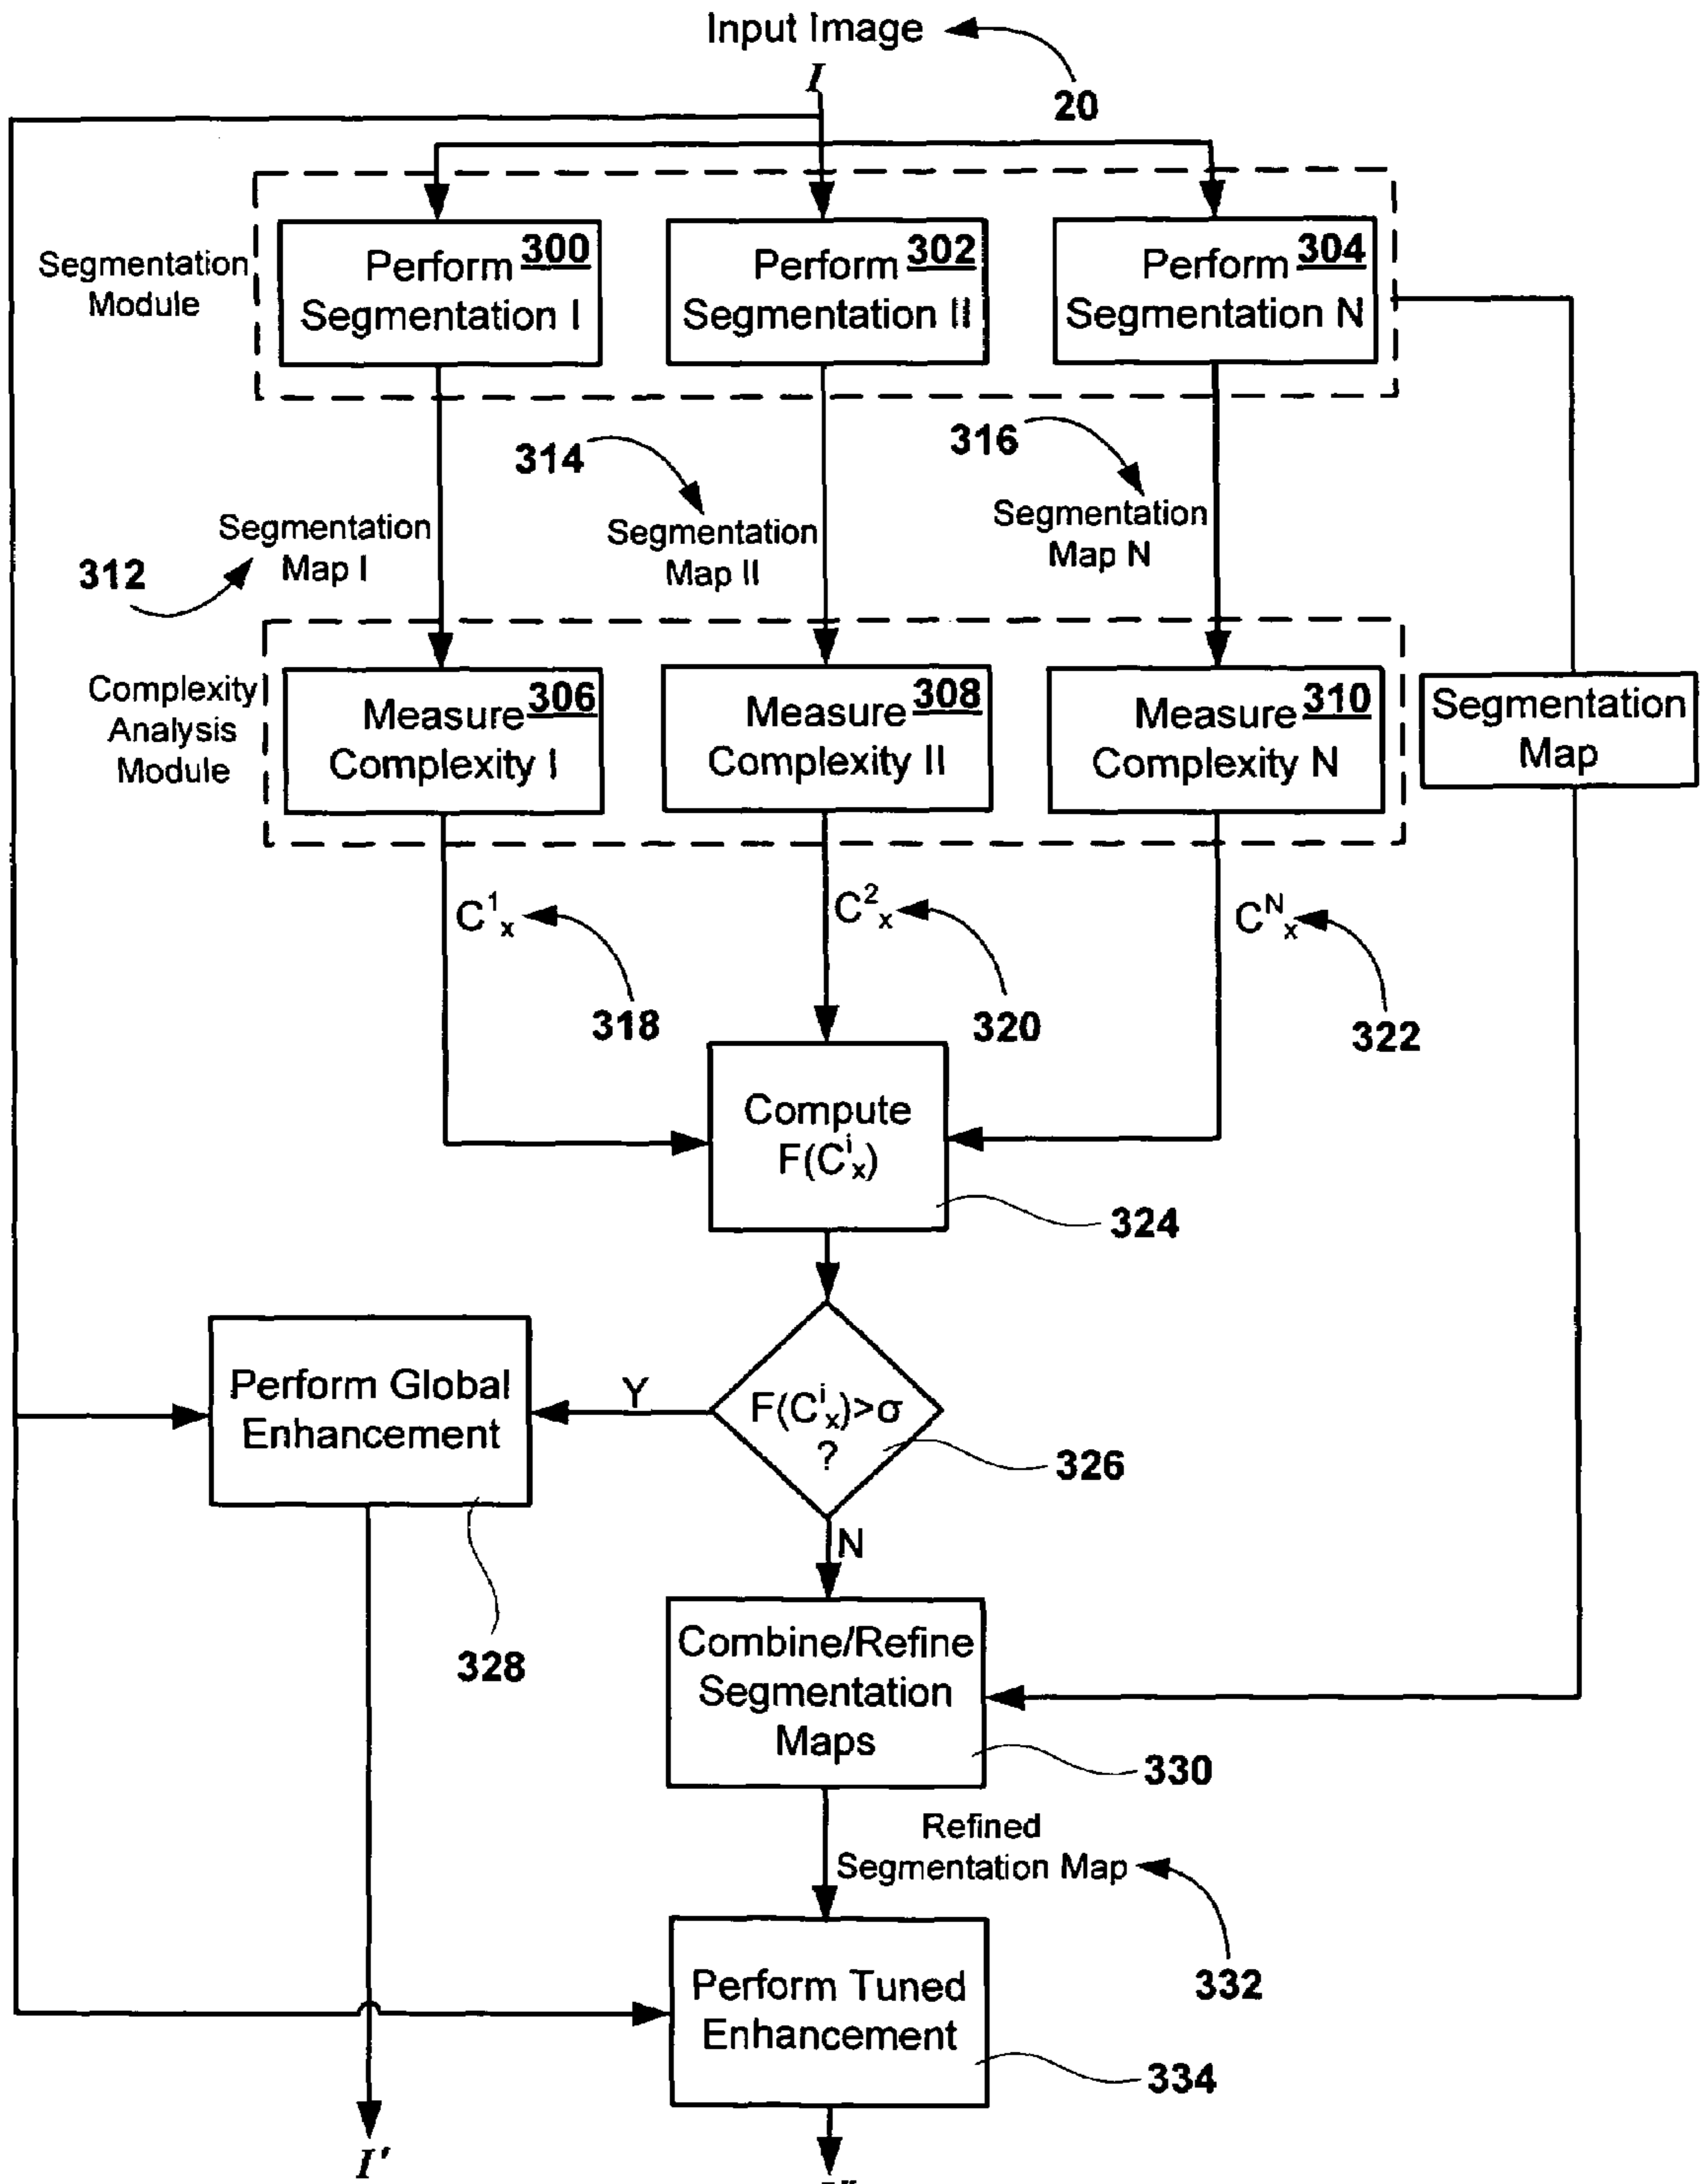 Input Image
I
20
Segmentation
Module
Perform 300
Segmentation I
Perform 302
Segmentation II
Perform 304
Segmentation N
314
316
312
Segmentation
Map I
Segmentation
Map II
Segmentation
Map N
Complexity
Analysis
Module
Measure 306
Complexity I
Measure 308
Complexity II
Measure 310
Complexity N
Segmentation
Map
C¹ₓ
318
C²ₓ
320
Cᴺₓ
322
Compute
F(Cⁱₓ)
324
Perform Global
Enhancement
328
Y
F(Cⁱₓ)>σ
?
326
N
Combine/Refine
Segmentation
Maps
330
Refined
Segmentation Map
332
Perform Tuned
Enhancement
334
I'